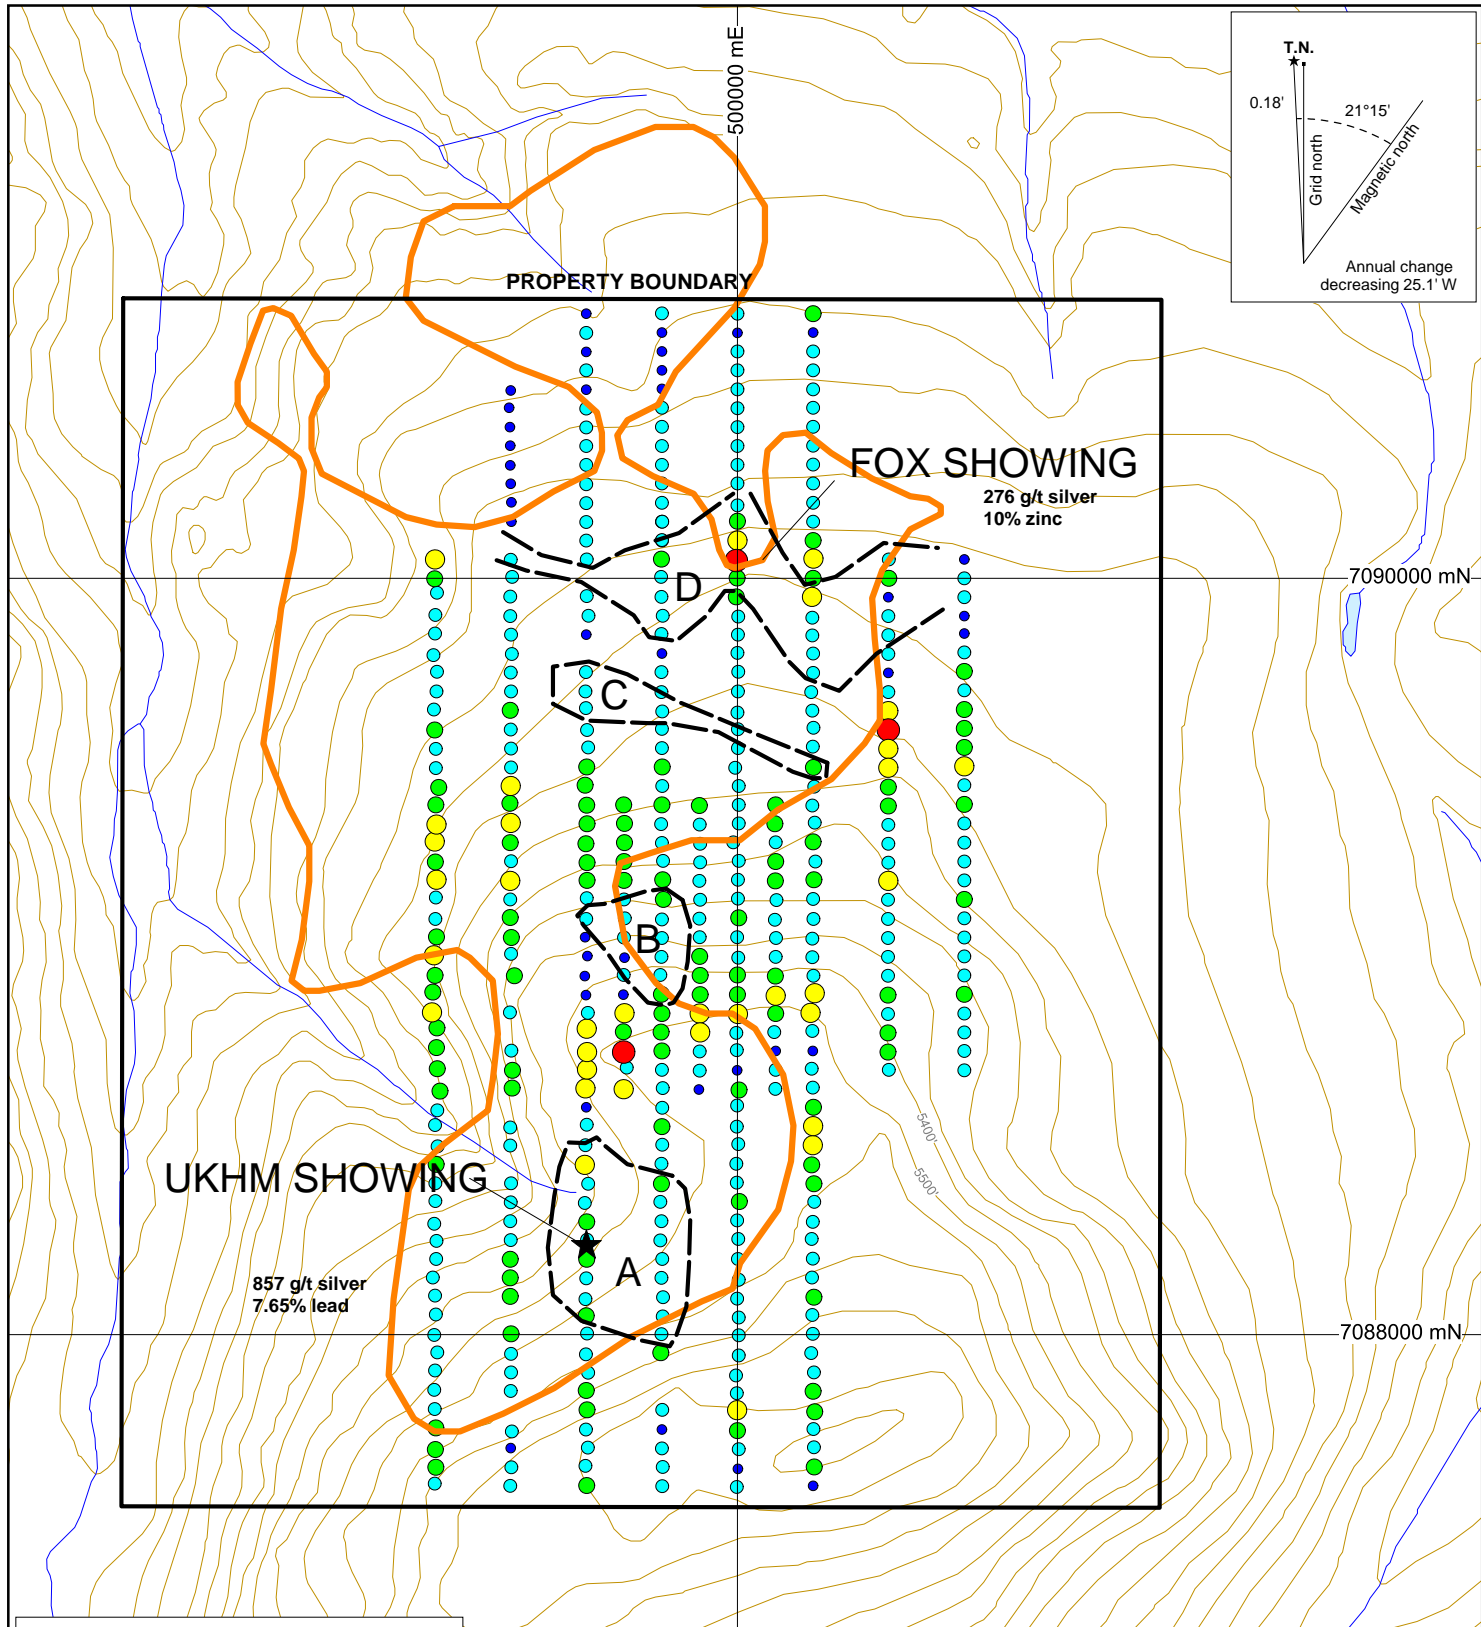 500000 mE
T.N.
0.18'
21°15'
Grid north
Magnetic north
Annual change
decreasing 25.1' W
PROPERTY BOUNDARY
FOX SHOWING
276 g/t silver
10% zinc
7090000 mN
D
C
B
5400'
5500'
UKHM SHOWING
A
857 g/t silver
7.65% lead
7088000 mN